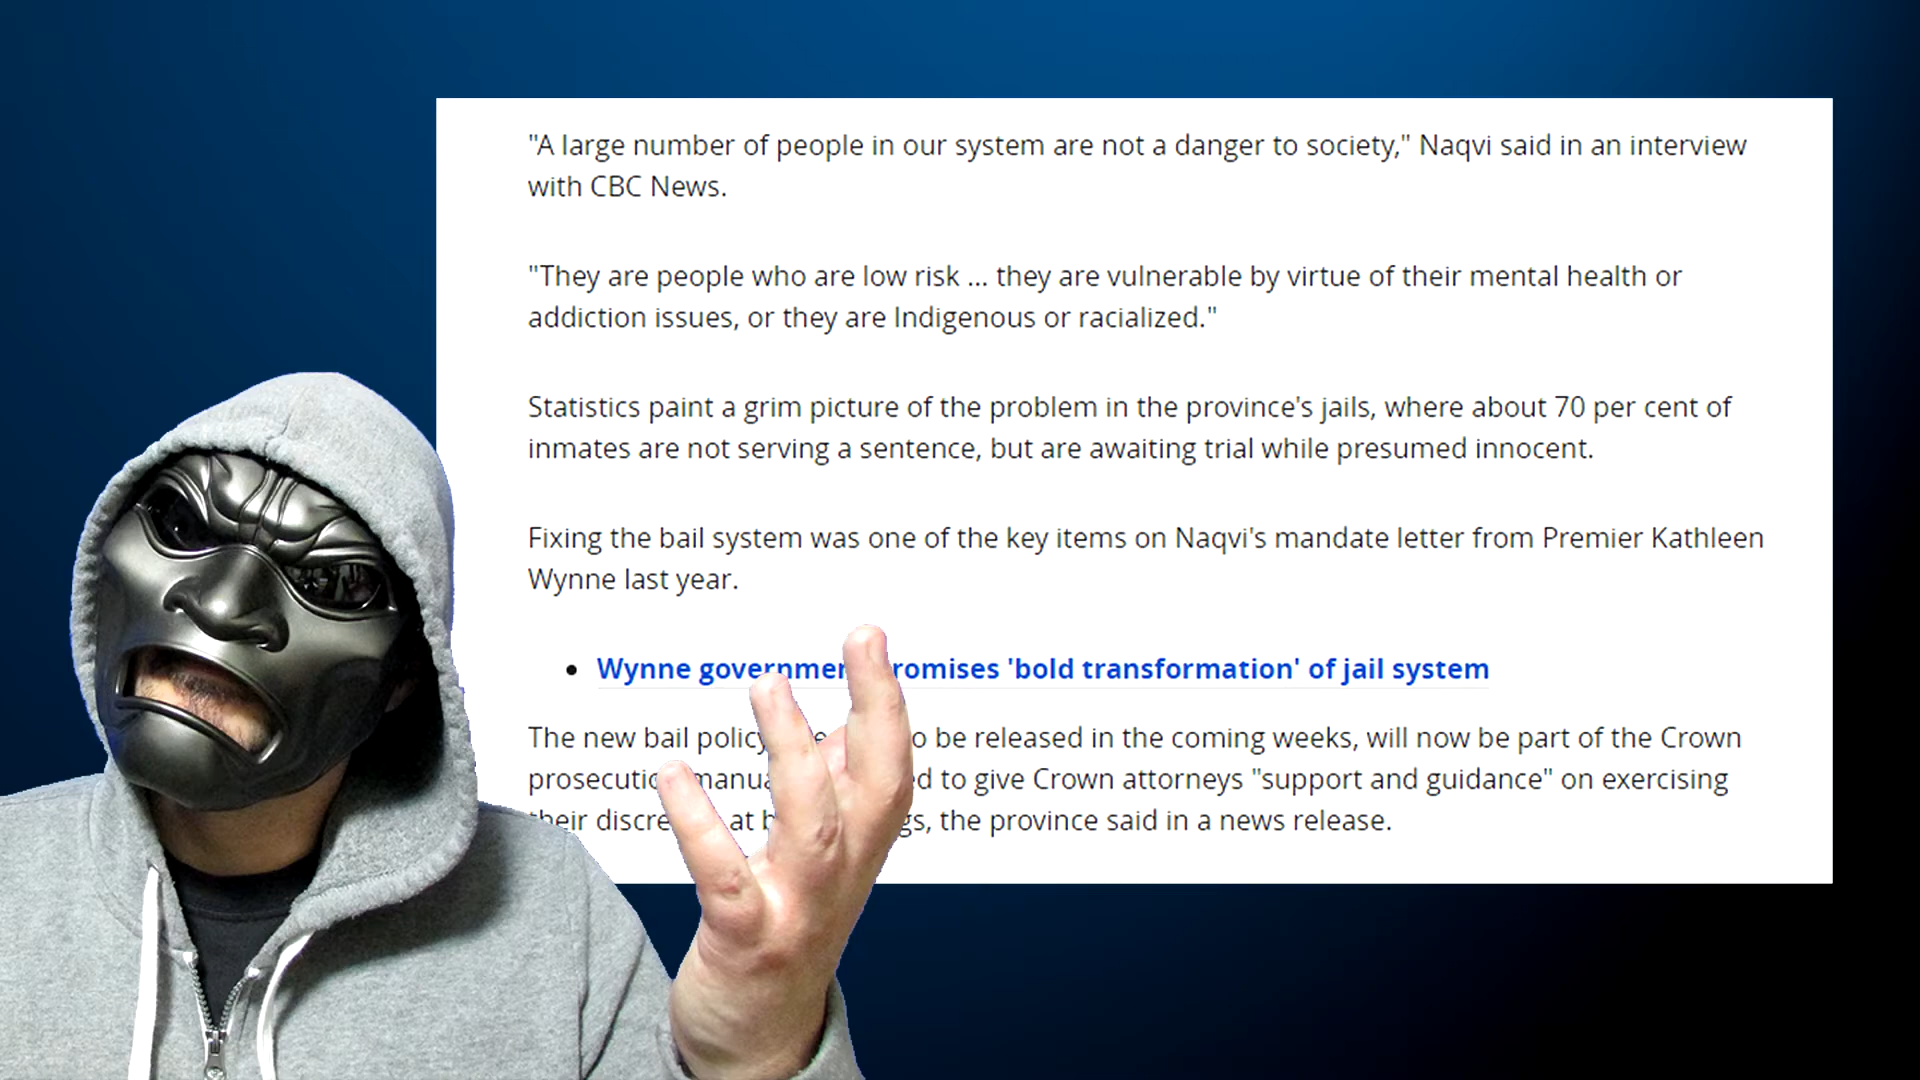 "A large number of people in our system are not a danger to society," Naqvi said in an interview
with CBC News.
"They are people who are low risk ... they are vulnerable by virtue of their mental health or
addiction issues, or they are Indigenous or racialized."
Statistics paint a grim picture of the problem in the province's jails, where about 70 per cent of
inmates are not serving a sentence, but are awaiting trial while presumed innocent.
Fixing the bail system was one of the key items on Naqvi's mandate letter from Premier Kathleen
Wynne last year.
• Wynne government promises 'bold transformation' of jail system
The new bail policy, to be released in the coming weeks, will now be part of the Crown
prosecution manual to give Crown attorneys "support and guidance" on exercising
their discretion at the province said in a news release.